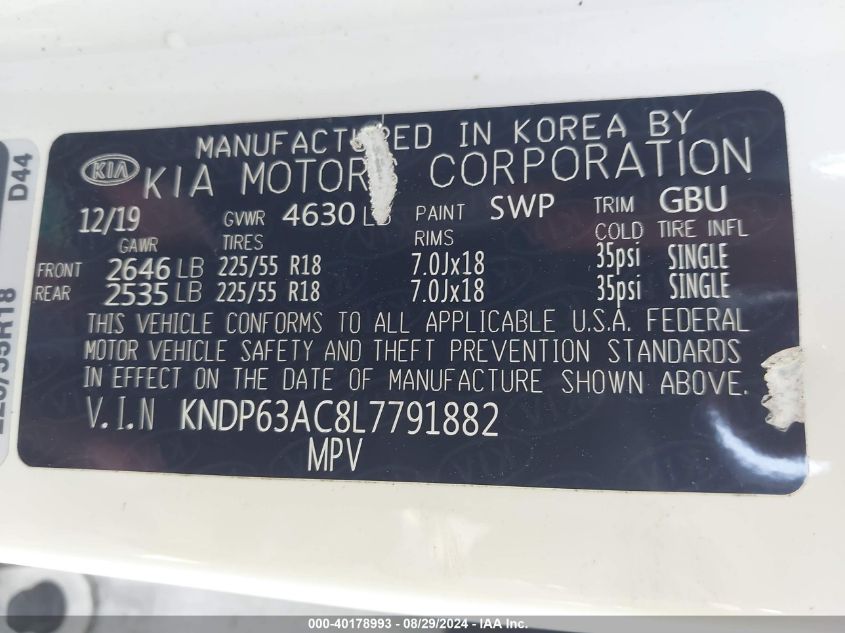 MANUFACTURED IN KOREA BY
KIA KIA MOTORS CORPORATION
12/19 GVWR 4630 LB PAINT SWP TRIM GBU
GAWR TIRES RIMS COLD TIRE INFL
FRONT 2646 LB 225/55 R18 7.0Jx18 35psi SINGLE
REAR 2535 LB 225/55 R18 7.0Jx18 35psi SINGLE
THIS VEHICLE CONFORMS TO ALL APPLICABLE U.S.A. FEDERAL
MOTOR VEHICLE SAFETY AND THEFT PREVENTION STANDARDS
IN EFFECT ON THE DATE OF MANUFACTURE SHOWN ABOVE.
V.I.N KNDP63AC8L7791882
MPV
D44
000-40178993 - 08/29/2024 - IAA Inc.